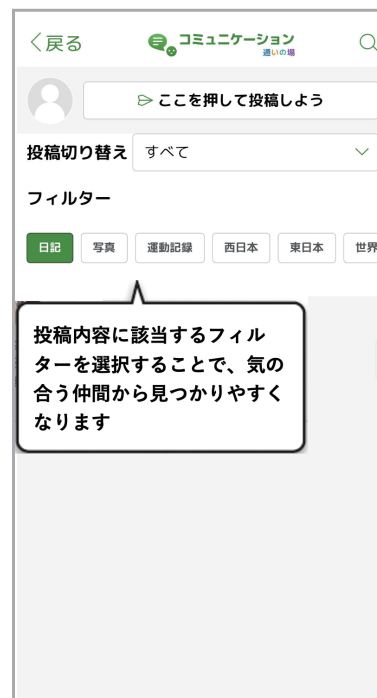 戻る
コミュニケーション
通いの場
ここを押して投稿しよう
投稿切り替え すべて
フィルター
日記 写真 運動記録 西日本 東日本 世界
投稿内容に該当するフィル
ターを選択することで、気の
合う仲間から見つかりやすく
なります